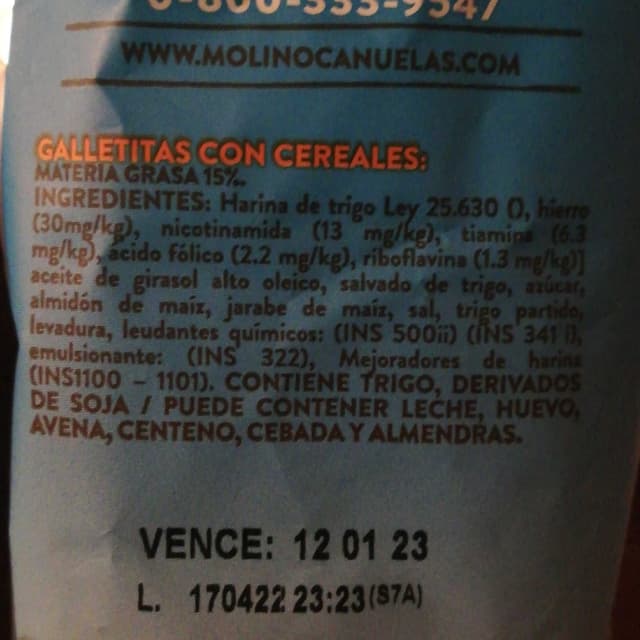 0-800-333-9547
WWW.MOLINOCANUELAS.COM
GALLETITAS CON CEREALES:
MATERIA GRASA 15%.
INGREDIENTES: Harina de trigo Ley 25.630 (), hierro
(30mg/kg), nicotinamida (13 mg/kg), tiamina (6.3
mg/kg), ácido fólico (2.2 mg/kg), riboflavina (1.3 mg/kg)]
aceite de girasol alto oleico, salvado de trigo, azúcar,
almidón de maíz, jarabe de maíz, sal, trigo partido,
levadura, leudantes químicos: (INS 500ii) (INS 341 i),
emulsionante: (INS 322), Mejoradores de harina
(INS1100 - 1101). CONTIENE TRIGO, DERIVADOS
DE SOJA / PUEDE CONTENER LECHE, HUEVO,
AVENA, CENTENO, CEBADA Y ALMENDRAS.
VENCE: 12 01 23
L. 170422 23:23 (S7A)